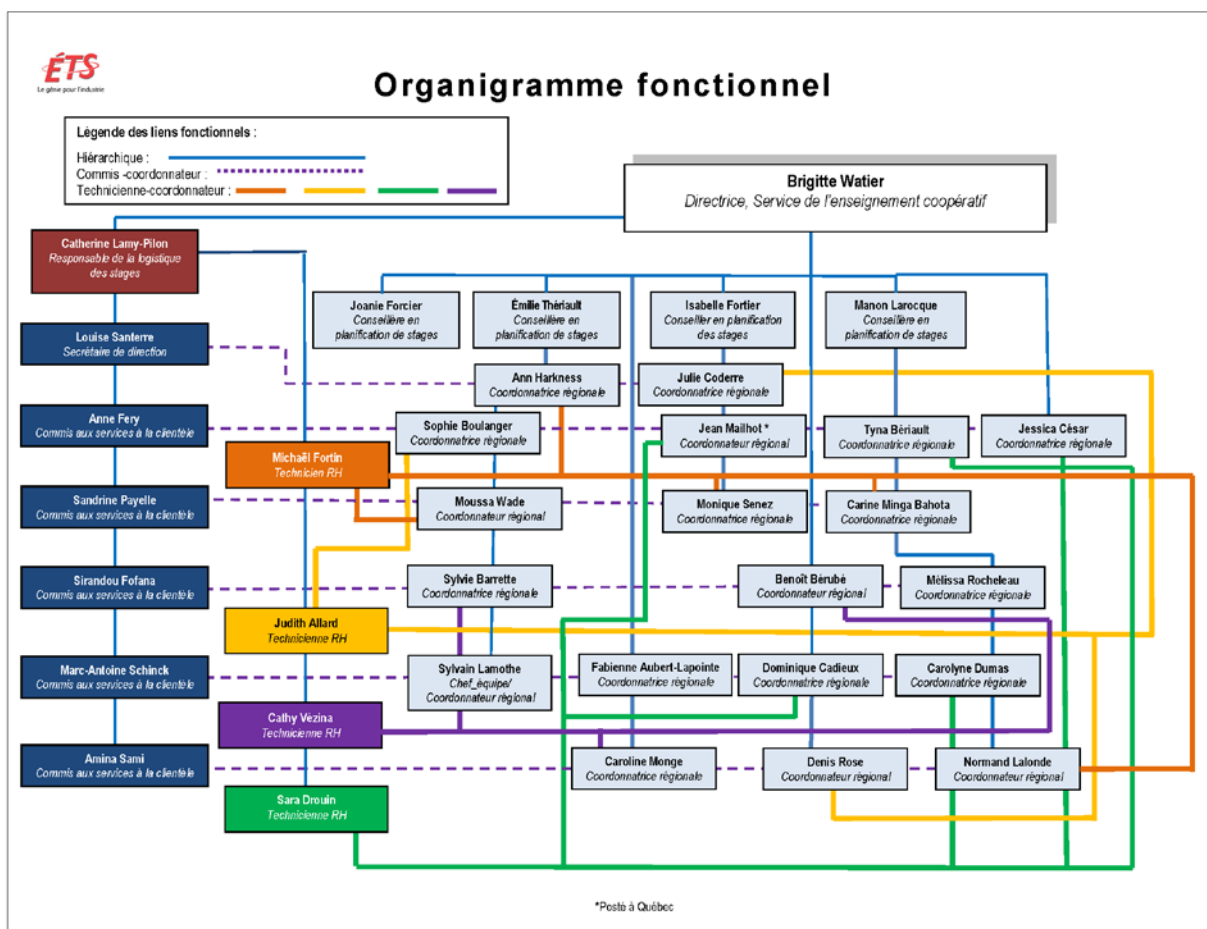 ÉTS
Le génie pour l'industrie
Organigramme fonctionnel
Légende des liens fonctionnels :
Hiérarchique :
Commis -coordonnateur :
Technicienne-coordonnateur :
Brigitte Watier
Directrice, Service de l'enseignement coopératif
Catherine Lamy-Pilon
Responsable de la logistique
des stages
Joanie Forcier
Conseillère en
planification de stages
Émilie Thériault
Conseillère en
planification de stages
Isabelle Fortier
Conseiller en planification
des stages
Manon Larocque
Conseillère en
planification de stages
Louise Santerre
Secrétaire de direction
Ann Harkness
Coordonnatrice régionale
Julie Coderre
Coordonnatrice régionale
Anne Fery
Commis aux services à la clientèle
Sophie Boulanger
Coordonnatrice régionale
Jean Mailhot *
Coordonnateur régional
Tyna Bériault
Coordonnatrice régionale
Jessica César
Coordonnatrice régionale
Michaël Fortin
Technicien RH
Sandrine Payelle
Commis aux services à la clientèle
Moussa Wade
Coordonnateur régional
Monique Senez
Coordonnatrice régionale
Carine Minga Bahota
Coordonnatrice régionale
Sirandou Fofana
Commis aux services à la clientèle
Sylvie Barrette
Coordonnatrice régionale
Benoît Bérubé
Coordonnateur régional
Mélissa Rocheleau
Coordonnatrice régionale
Judith Allard
Technicienne RH
Marc-Antoine Schinck
Commis aux services à la clientèle
Sylvain Lamothe
Chef_équipe/
Coordonnateur régional
Fabienne Aubert-Lapointe
Coordonnatrice régionale
Dominique Cadieux
Coordonnatrice régionale
Carolyne Dumas
Coordonnatrice régionale
Cathy Vézina
Technicienne RH
Amina Sami
Commis aux services à la clientèle
Caroline Monge
Coordonnatrice régionale
Denis Rose
Coordonnateur régional
Normand Lalonde
Coordonnateur régional
Sara Drouin
Technicienne RH
*Posté à Québec